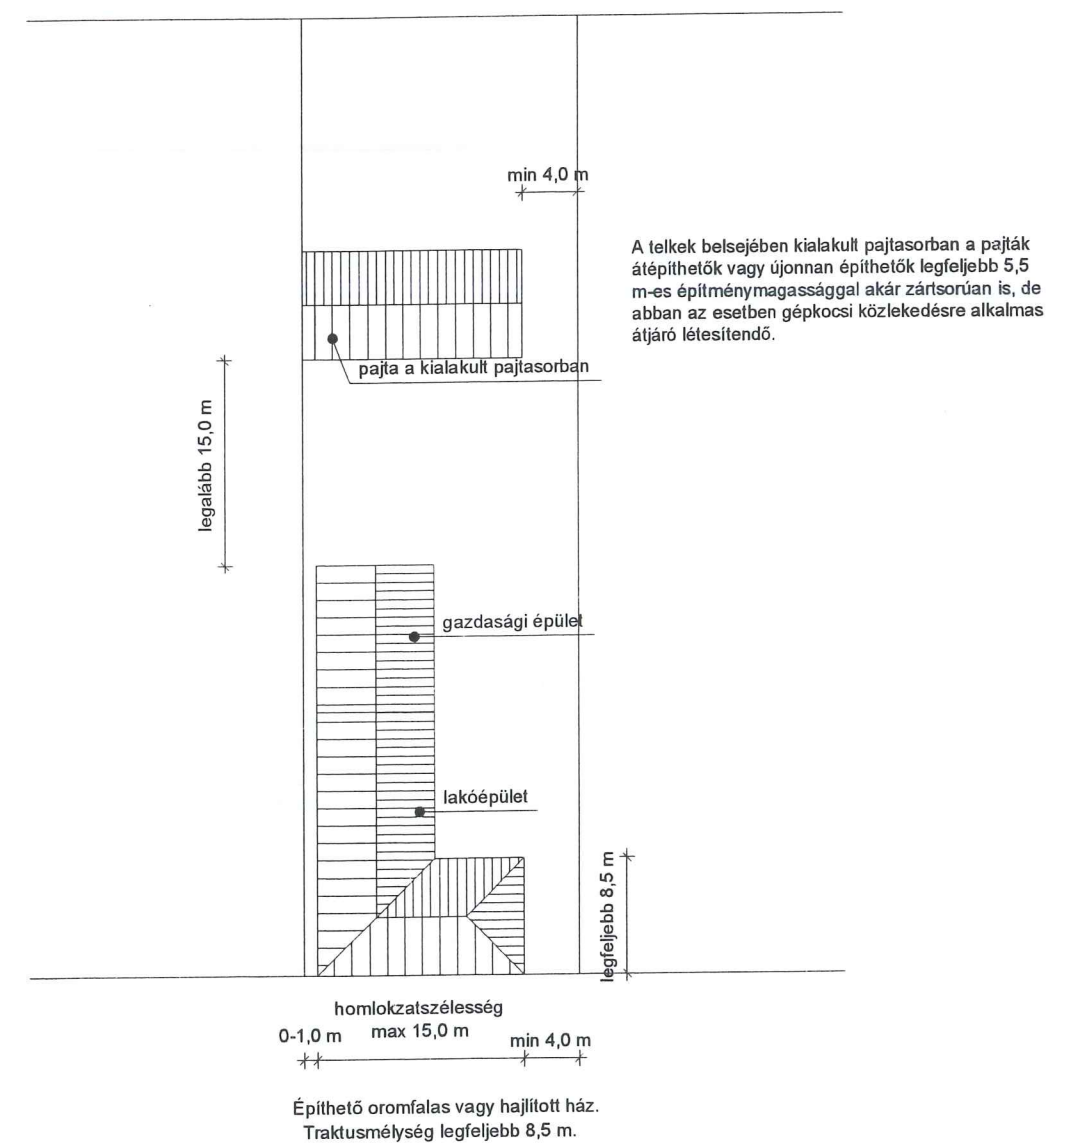 min 4,0 m
A telkek belsejében kialakult pajtasorban a pajták
átépíthetők vagy újonnan építhetők legfeljebb 5,5
m-es építménymagassággal akár zártsorúan is, de
abban az esetben gépkocsi közlekedésre alkalmas
átjáró létesítendő.
pajta a kialakult pajtasorban
legalább 15,0 m
gazdasági épület
lakóépület
legfeljebb 8,5 m
homlokzatszélesség
max 15,0 m
0-1,0 m
min 4,0 m
Építhető oromfalas vagy hajlított ház.
Traktusmélység legfeljebb 8,5 m.